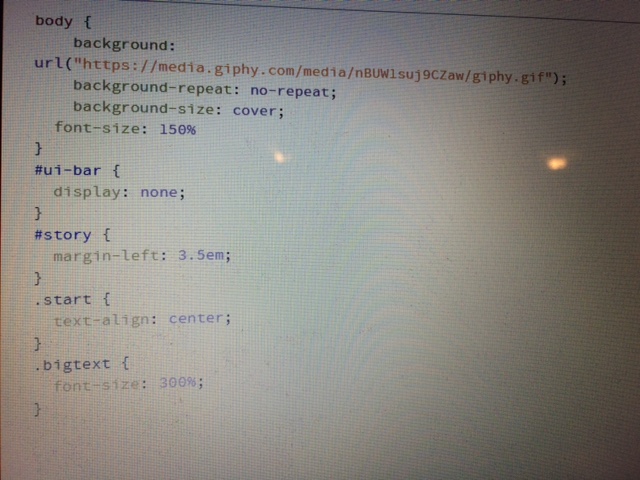 body {
background:
url("https://media.giphy.com/media/nBUWlsuj9CZaw/giphy.gif");
background-repeat: no-repeat;
background-size: cover;
font-size: 150%
}
#ui-bar {
display: none;
}
#story {
margin-left: 3.5em;
}
.start {
text-align: center;
}
.bigtext {
font-size: 300%;
}